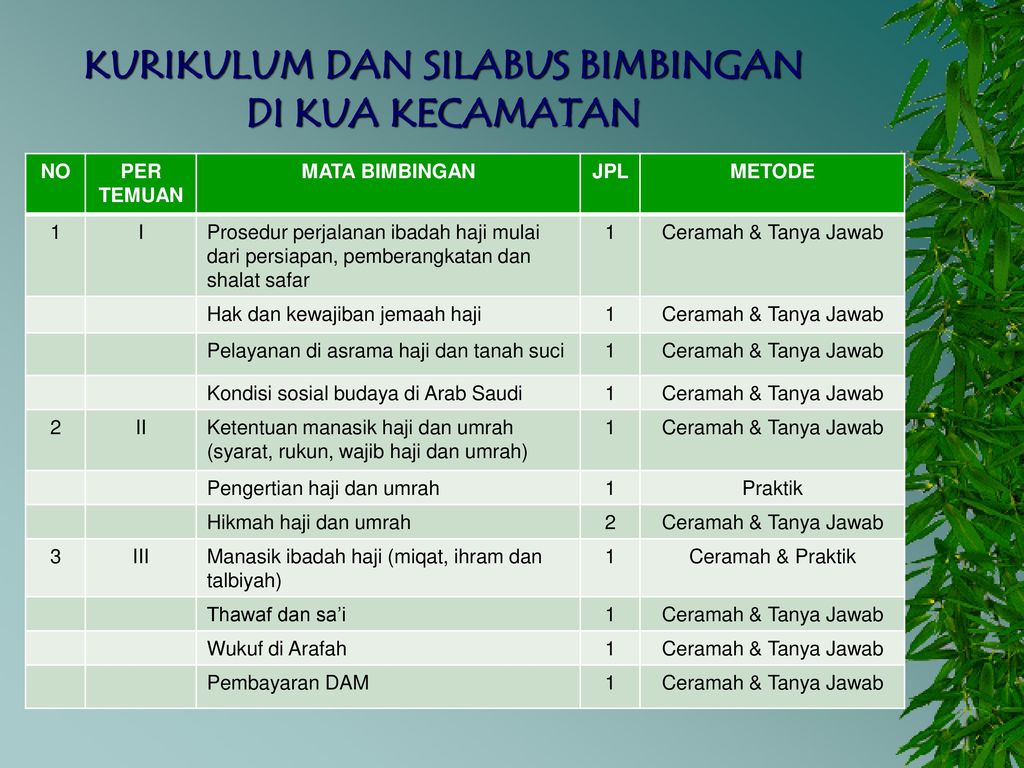 KURIKULUM DAN SILABUS BIMBINGAN
DI KUA KECAMATAN
NO PER TEMUAN MATA BIMBINGAN JPL METODE
1 I Prosedur perjalanan ibadah haji mulai 1 Ceramah & Tanya Jawab
dari persiapan, pemberangkatan dan
shalat safar
Hak dan kewajiban jemaah haji 1 Ceramah & Tanya Jawab
Pelayanan di asrama haji dan tanah suci 1 Ceramah & Tanya Jawab
Kondisi sosial budaya di Arab Saudi 1 Ceramah & Tanya Jawab
2 II Ketentuan manasik haji dan umrah 1 Ceramah & Tanya Jawab
(syarat, rukun, wajib haji dan umrah)
Pengertian haji dan umrah 1 Praktik
Hikmah haji dan umrah 2 Ceramah & Tanya Jawab
3 III Manasik ibadah haji (miqat, ihram dan 1 Ceramah & Praktik
talbiyah)
Thawaf dan sa’i 1 Ceramah & Tanya Jawab
Wukuf di Arafah 1 Ceramah & Tanya Jawab
Pembayaran DAM 1 Ceramah & Tanya Jawab